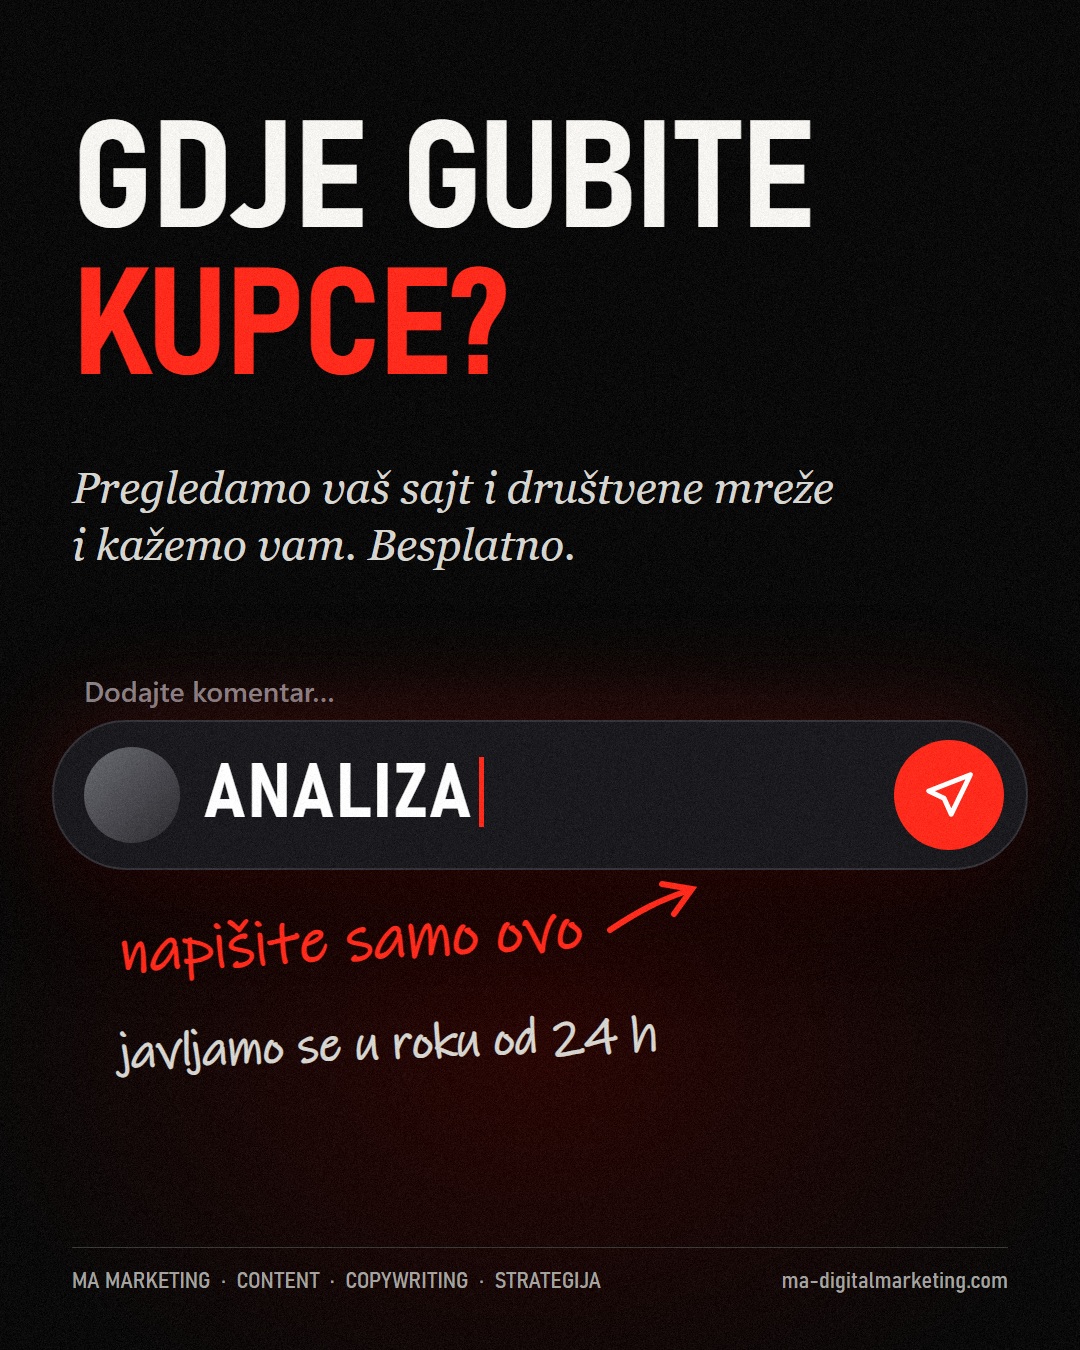 GDJE GUBITE
KUPCE?
Pregledamo vaš sajt i društvene mreže
i kažemo vam. Besplatno.
Dodajte komentar...
ANALIZA
napišite samo ovo
javljamo se u roku od 24 h
MA MARKETING · CONTENT · COPYWRITING · STRATEGIJA
ma-digitalmarketing.com